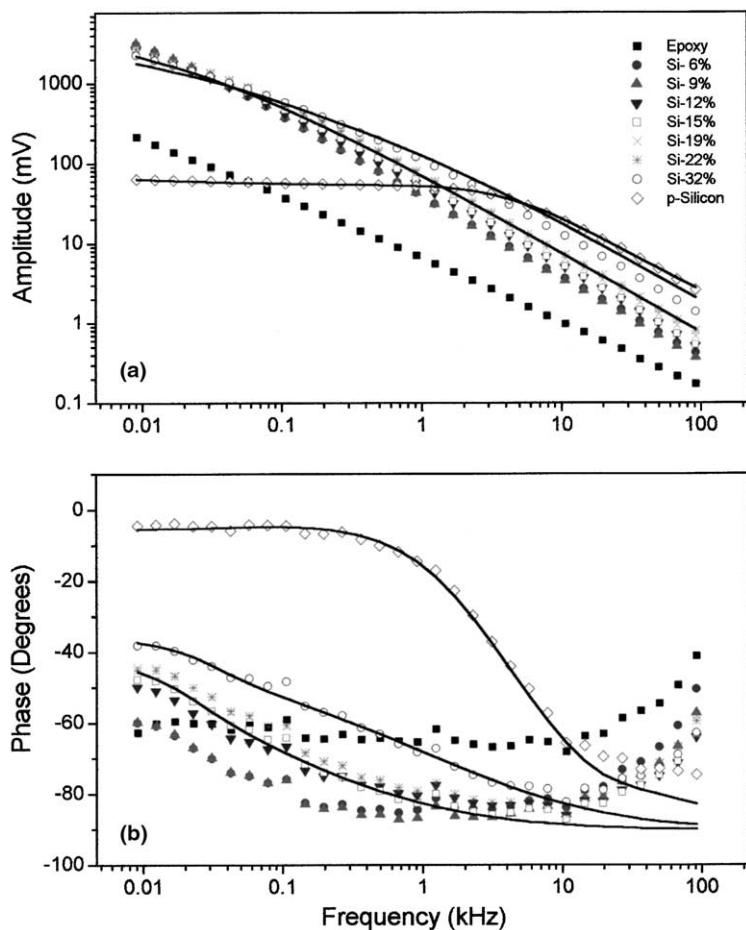 1000
100
10
1
0.1
Amplitude (mV)
(a)
Epoxy
Si- 6%
Si- 9%
Si-12%
Si-15%
Si-19%
Si-22%
Si-32%
p-Silicon
0.01
0.1
1
10
100
0
-20
-40
-60
-80
-100
Phase (Degrees)
(b)
0.01
0.1
1
10
100
Frequency (kHz)